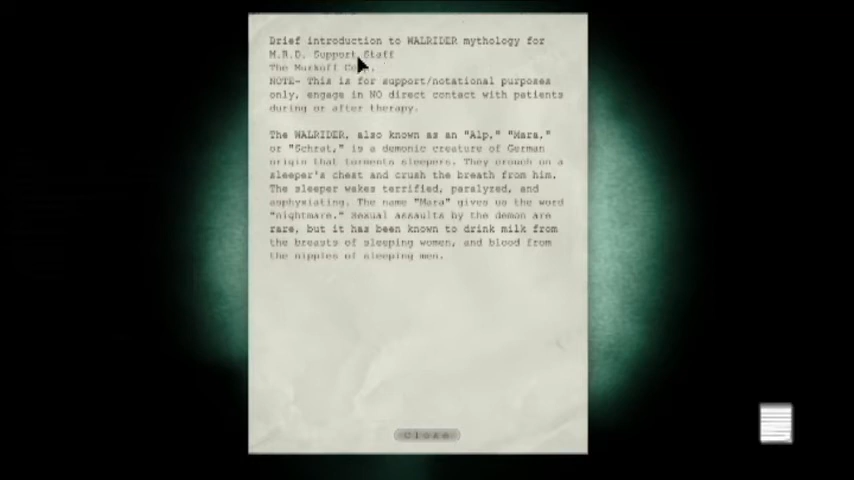 Brief introduction to WALRIDER mythology for
M.R.D. Support Staff
The Murkoff
NOTE- This is for support/notational purposes
only, engage in NO direct contact with patients
during or after therapy.
The WALRIDER, also known as an "Alp," "Mara,"
or "Schrat," is a demonic creature of German
origin that torments sleepers. They crouch on a
sleeper's chest and crush the breath from him.
The sleeper wakes terrified, paralyzed, and
asphyxiating. The name "Mara" gives us the word
"nightmare." Sexual assaults by the demon are
rare, but it has been known to drink milk from
the breasts of sleeping women, and blood from
the nipples of sleeping men.
Close